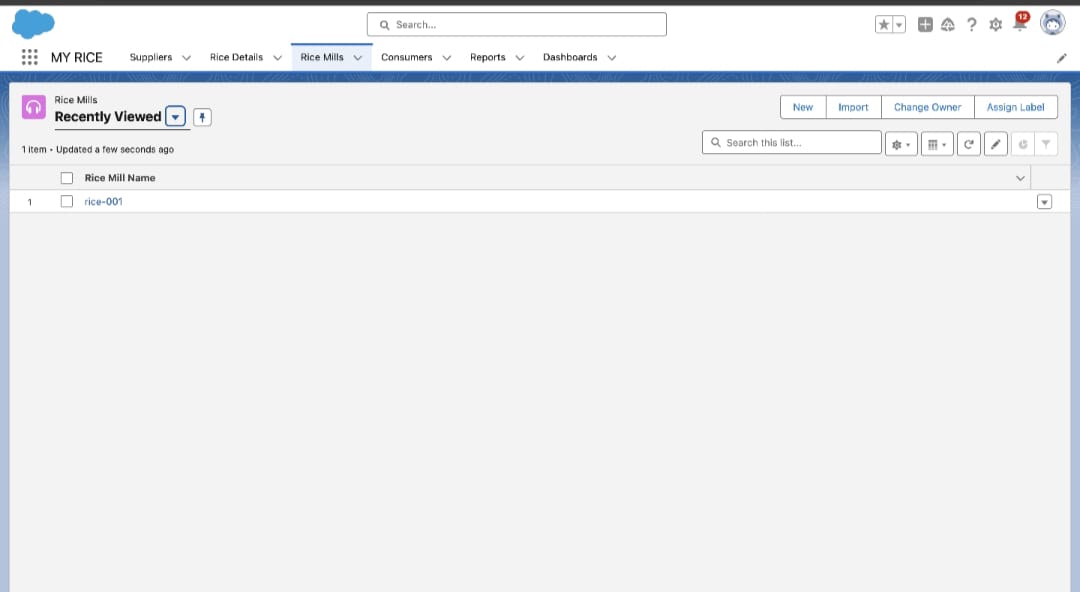 Search...
12
MY RICE Suppliers Rice Details Rice Mills Consumers Reports Dashboards
Rice Mills
Recently Viewed
New Import Change Owner Assign Label
1 item • Updated a few seconds ago
Search this list...
Rice Mill Name
1 rice-001